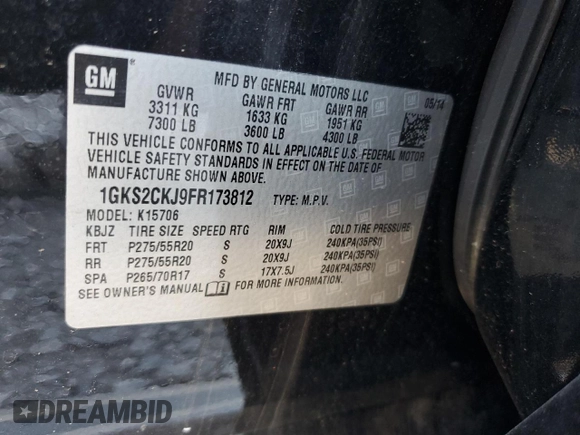 GM ®
MFD BY GENERAL MOTORS LLC
GVWR GAWR FRT GAWR RR 05/14
3311 KG 1633 KG 1951 KG
7300 LB 3600 LB 4300 LB
THIS VEHICLE CONFORMS TO ALL APPLICABLE U.S. FEDERAL MOTOR
VEHICLE SAFETY STANDARDS IN EFFECT ON THE DATE OF
MANUFACTURE SHOWN ABOVE.
1GKS2CKJ9FR173812 TYPE: M.P.V.
MODEL: K15706
KBJZ TIRE SIZE SPEED RTG RIM COLD TIRE PRESSURE
FRT P275/55R20 S 20X9J 240KPA(35PSI)
RR P275/55R20 S 20X9J 240KPA(35PSI)
SPA P265/70R17 S 17X7.5J 240KPA(35PSI)
SEE OWNER'S MANUAL FOR MORE INFORMATION.
DREAMBID